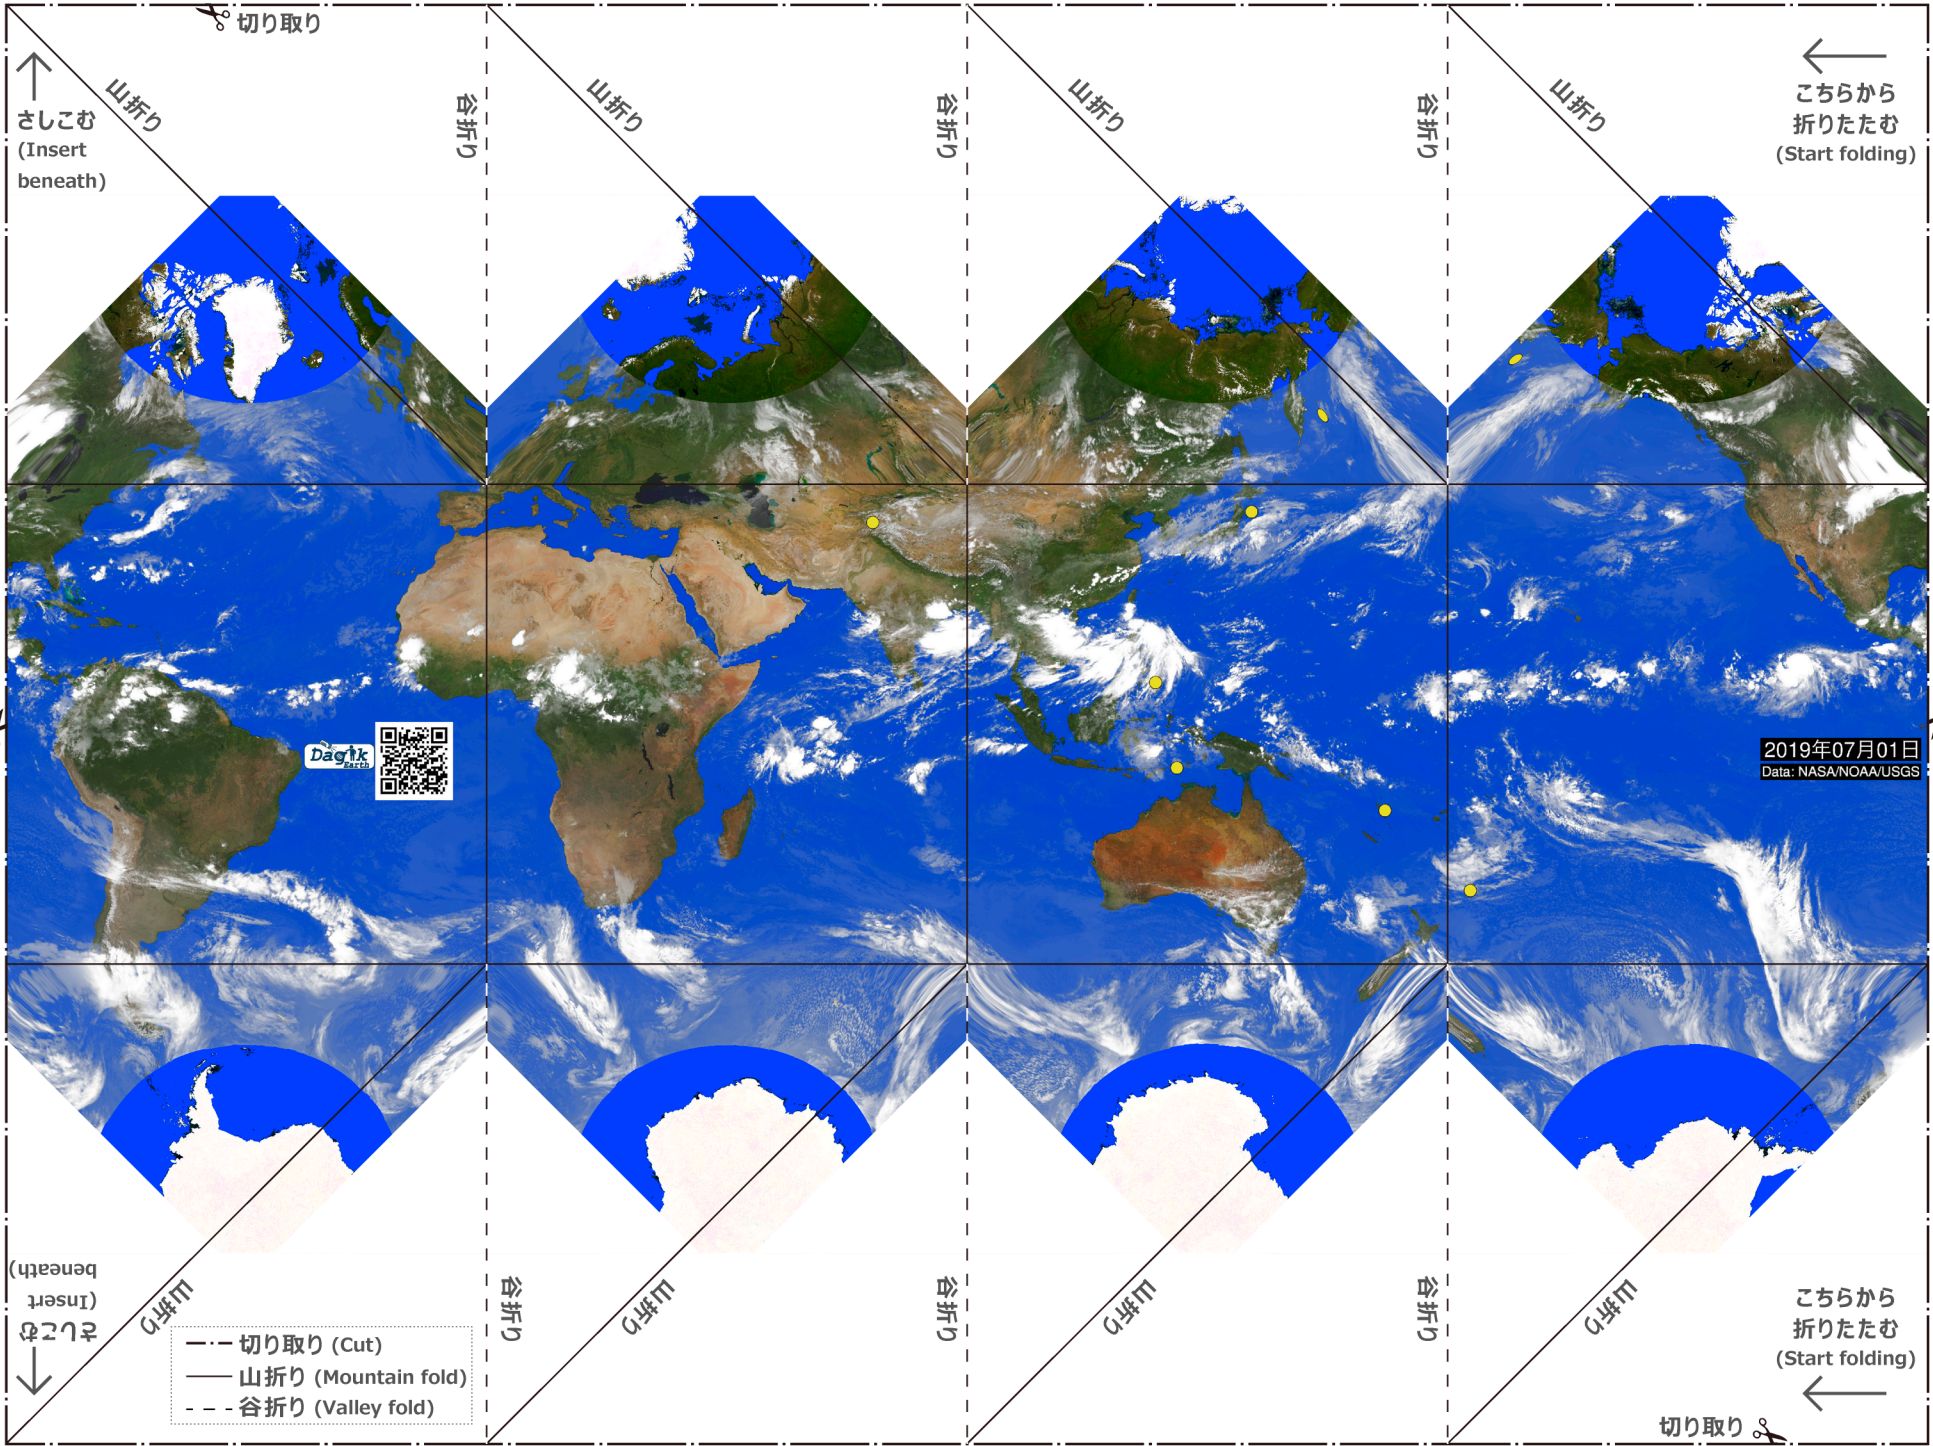 切り取り
山折り
谷折り
山折り
谷折り
山折り
谷折り
山折り
さしこむ
(Insert
beneath)
こちらから
折りたたむ
(Start folding)
Dagik
Earth
2019年07月01日
Data: NASA/NOAA/USGS
さしこむ
(Insert
beneath)
山折り
谷折り
山折り
谷折り
山折り
谷折り
山折り
こちらから
折りたたむ
(Start folding)
切り取り (Cut)
山折り (Mountain fold)
谷折り (Valley fold)
切り取り